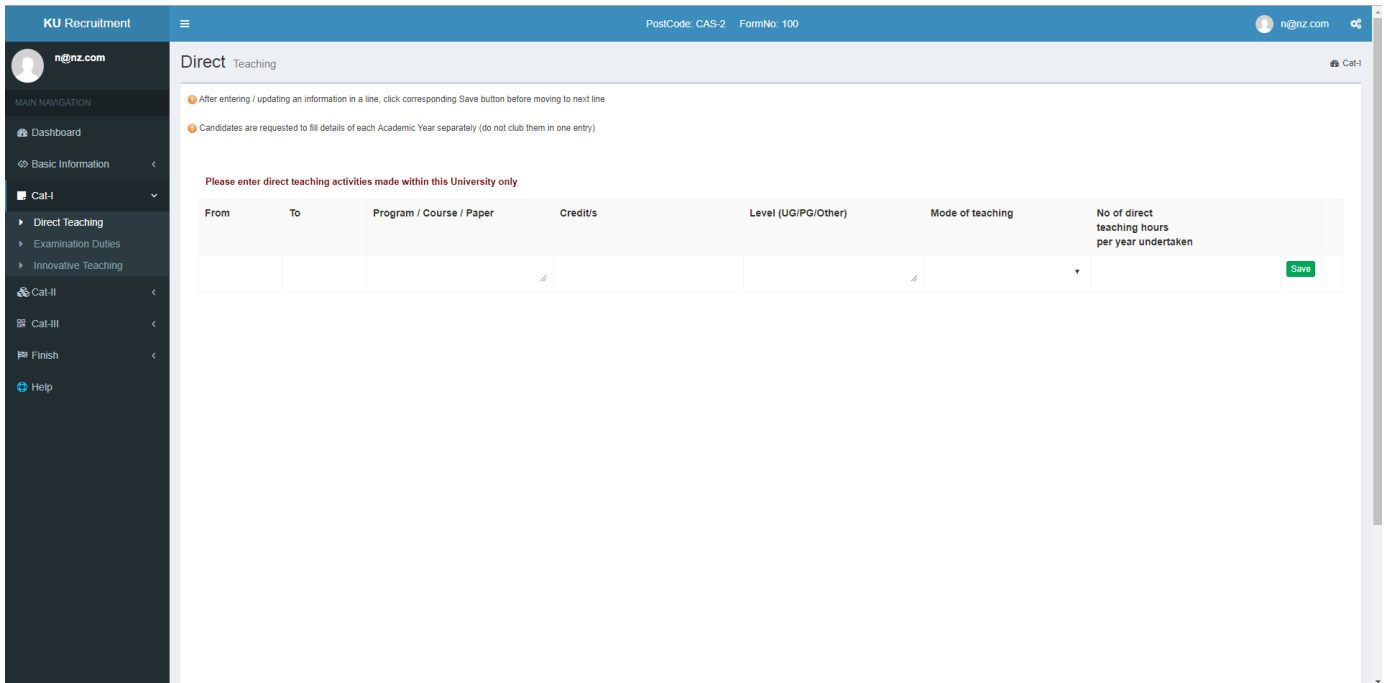 KU Recruitment
PostCode: CAS-2 FormNo: 100
n@nz.com
n@nz.com
MAIN NAVIGATION
Dashboard
Basic Information
Cat-I
Direct Teaching
Examination Duties
Innovative Teaching
Cat-II
Cat-III
Finish
Help
Direct Teaching
Cat-I
After entering / updating an information in a line, click corresponding Save button before moving to next line
Candidates are requested to fill details of each Academic Year separately (do not club them in one entry)
Please enter direct teaching activities made within this University only
From To Program / Course / Paper Credit/s Level (UG/PG/Other) Mode of teaching No of direct
teaching hours
per year undertaken
Save